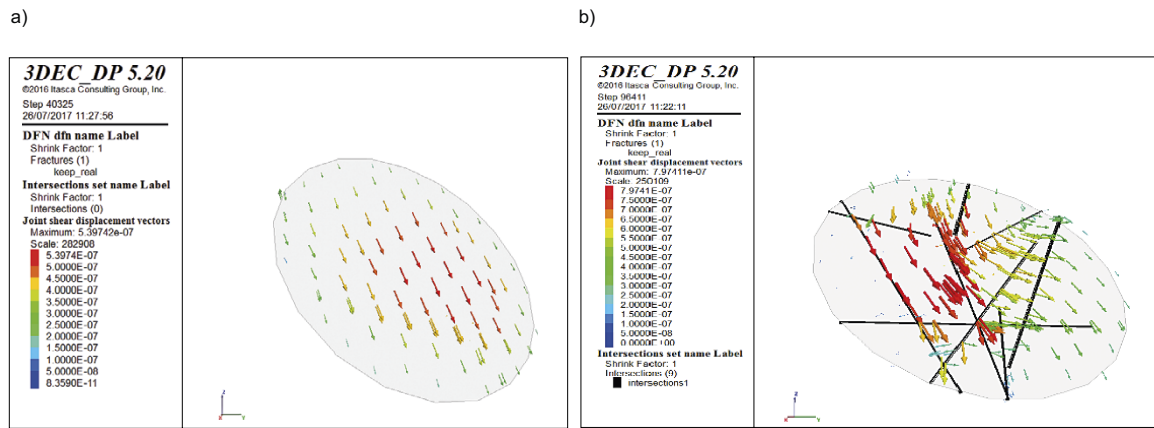 a)
3DEC_DP 5.20
©2016 Itasca Consulting Group, Inc.
Step 40325
26/07/2017 11:27:56
DFN dfn name Label
Shrink Factor: 1
Fractures (1)
keep_real
Intersections set name Label
Shrink Factor: 1
Intersections (0)
Joint shear displacement vectors
Maximum: 5.39742e-07
Scale: 282908
5.3974E-07
5.0000E-07
4.5000E-07
4.0000E-07
3.5000E-07
3.0000E-07
2.5000E-07
2.0000E-07
1.5000E-07
1.0000E-07
5.0000E-08
8.3590E-11
Z
X
Y
b)
3DEC_DP 5.20
©2016 Itasca Consulting Group, Inc.
Step 96411
26/07/2017 11:22:11
DFN dfn name Label
Shrink Factor: 1
Fractures (1)
keep_real
Joint shear displacement vectors
Maximum: 7.97411e-07
Scale: 250109
7.9741E-07
7.5000E-07
7.0000E-07
6.5000E-07
6.0000E-07
5.5000E-07
5.0000E-07
4.5000E-07
4.0000E-07
3.5000E-07
3.0000E-07
2.5000E-07
2.0000E-07
1.5000E-07
1.0000E-07
5.0000E-08
0.0000E+00
Intersections set name Label
Shrink Factor: 1
Intersections (9)
intersections1
Z
X
Y